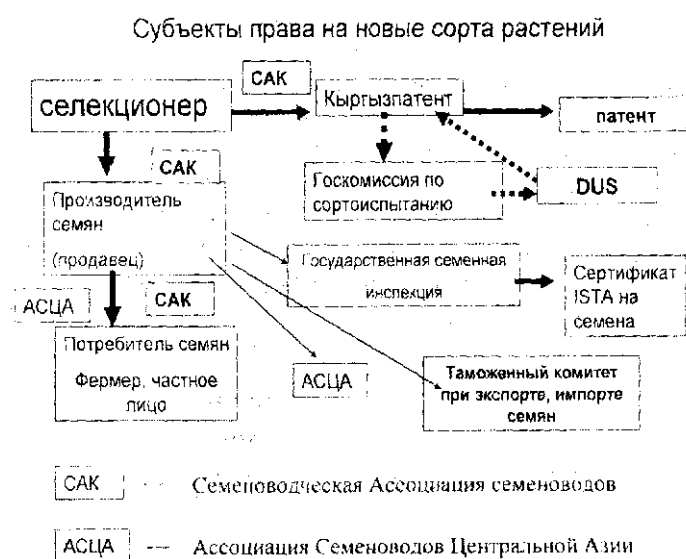 Субъекты права на новые сорта растений
САК
селекционер
Кыргызпатент
патент
САК
Госкомиссия по
сортоиспытанию
DUS
Производитель
семян
(продавец)
Государственная семенная
инспекция
Сертификат
ISTA на
семена
АСЦА
САК
Потребитель семян
Фермер, частное
лицо
АСЦА
Таможенный комитет
при экспорте, импорте
семян
САК -- Семеноводческая Ассоциация семеноводов
АСЦА --- Ассоциация Семеноводов Центральной Азии